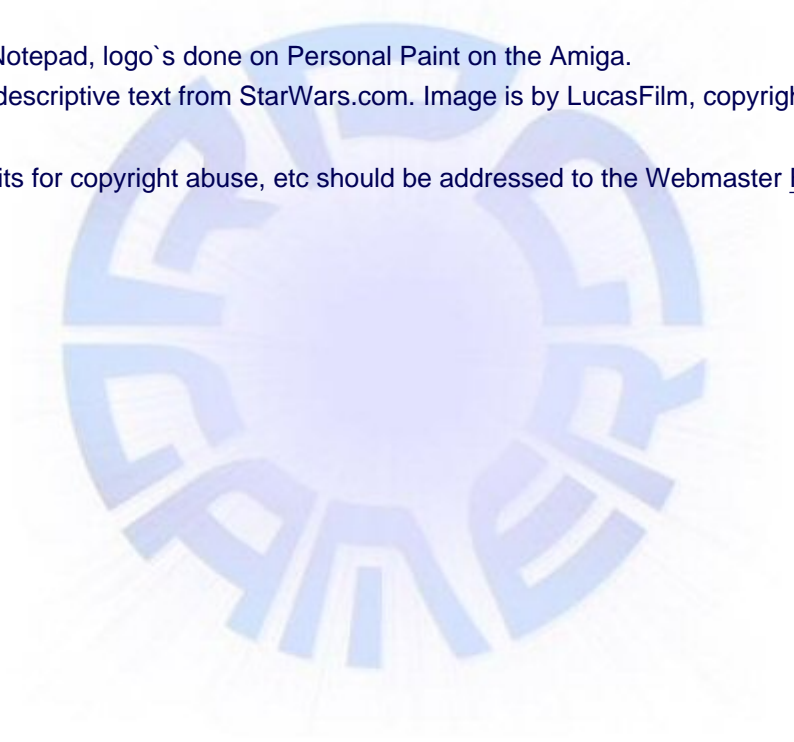 Notepad, logo`s done on Personal Paint on the Amiga.
descriptive text from StarWars.com. Image is by LucasFilm, copyrigh
its for copyright abuse, etc should be addressed to the Webmaster